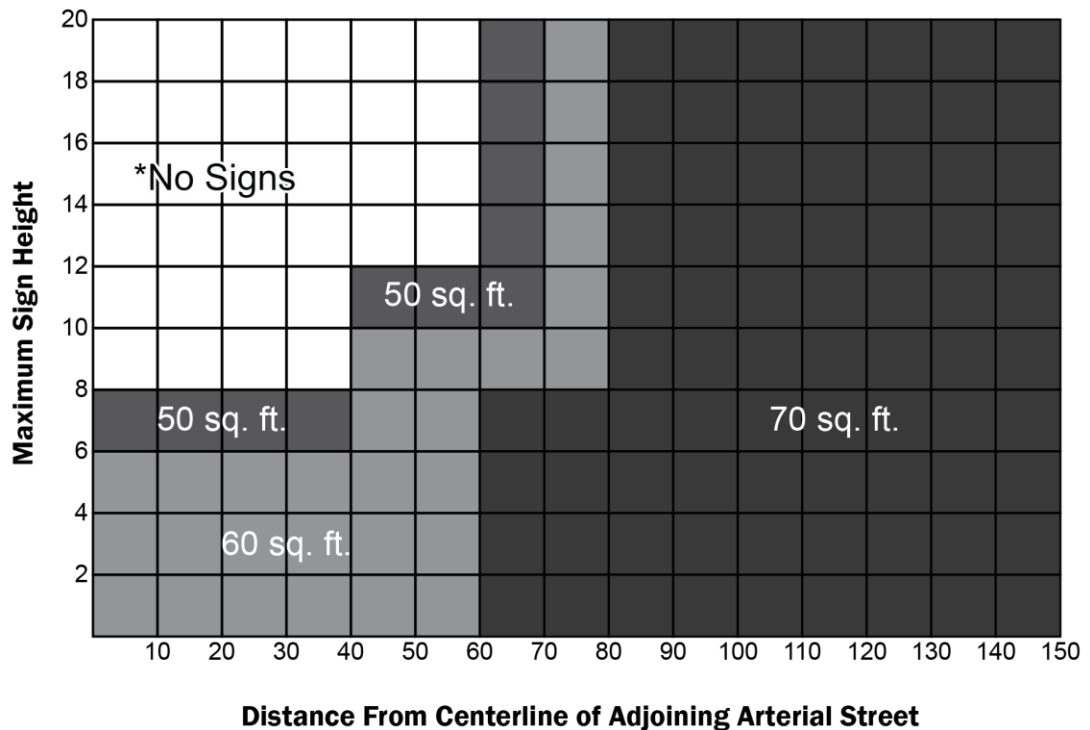 20
18
16
*No Signs
14
12
50 sq. ft.
10
8
50 sq. ft.
70 sq. ft.
6
4
60 sq. ft.
2
10 20 30 40 50 60 70 80 90 100 110 120 130 140 150
Maximum Sign Height
Distance From Centerline of Adjoining Arterial Street